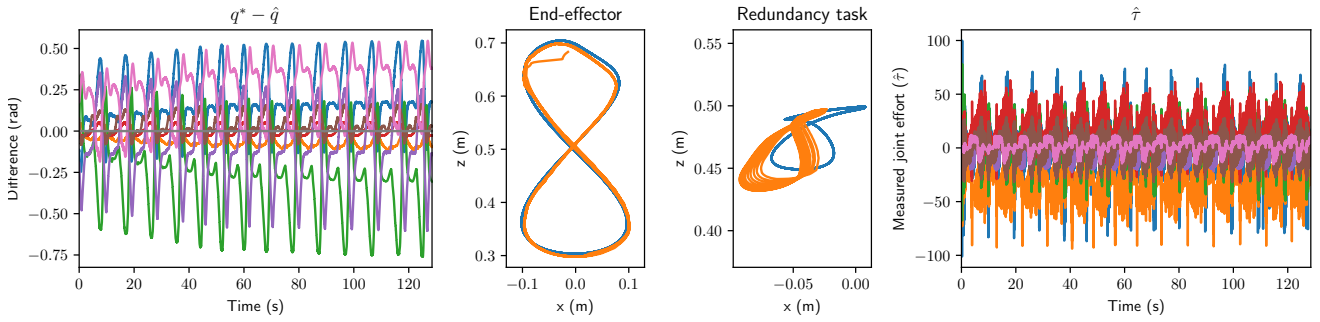 q* − q̂
Difference (rad)
0.50
0.25
0.00
−0.25
−0.50
−0.75
0 20 40 60 80 100 120
Time (s)
End-effector
z (m)
0.7
0.6
0.5
0.4
0.3
−0.1 0.0 0.1
x (m)
Redundancy task
z (m)
0.55
0.50
0.45
0.40
−0.05 0.00
x (m)
τ̂
Measured joint effort (τ̂)
100
50
0
−50
−100
0 20 40 60 80 100 120
Time (s)